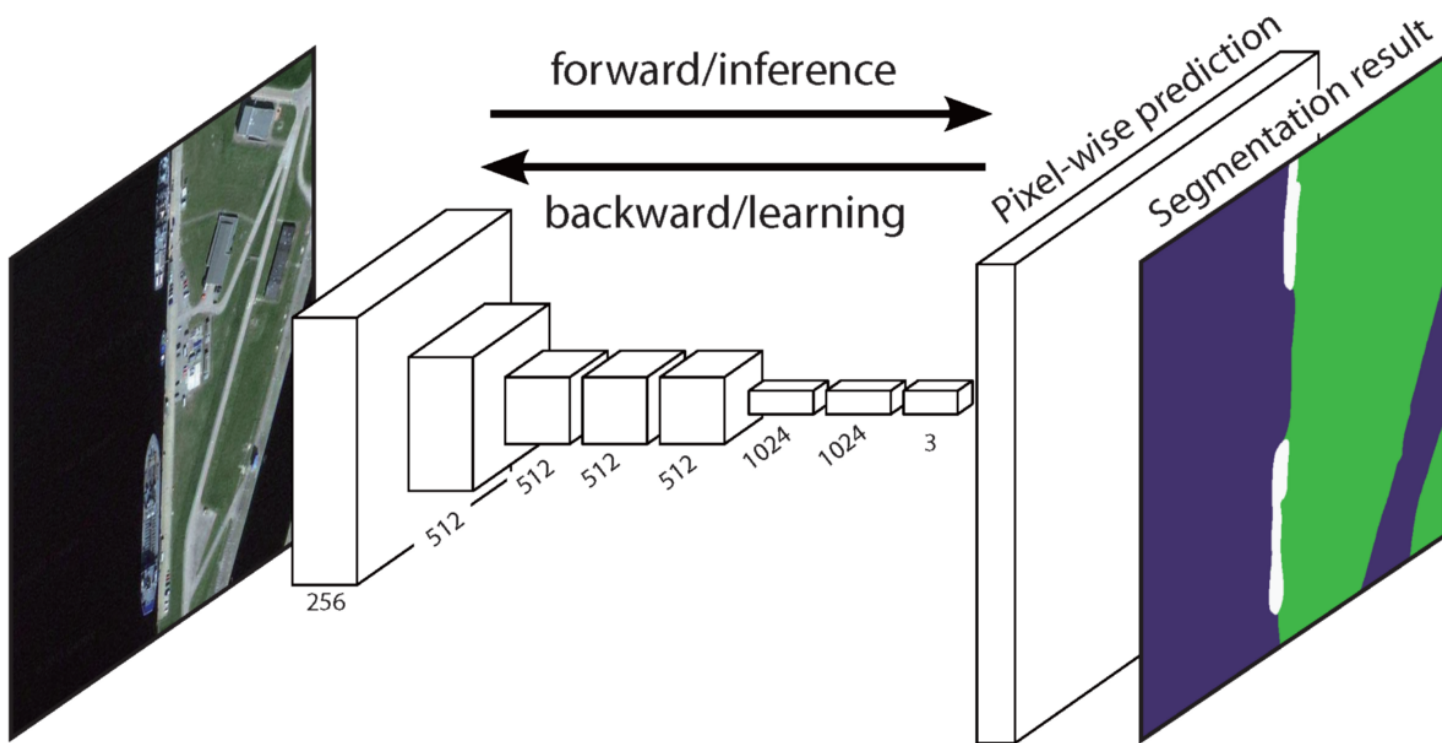 forward/inference
backward/learning
Pixel-wise prediction
Segmentation result
256
512
512
512
512
1024
1024
3